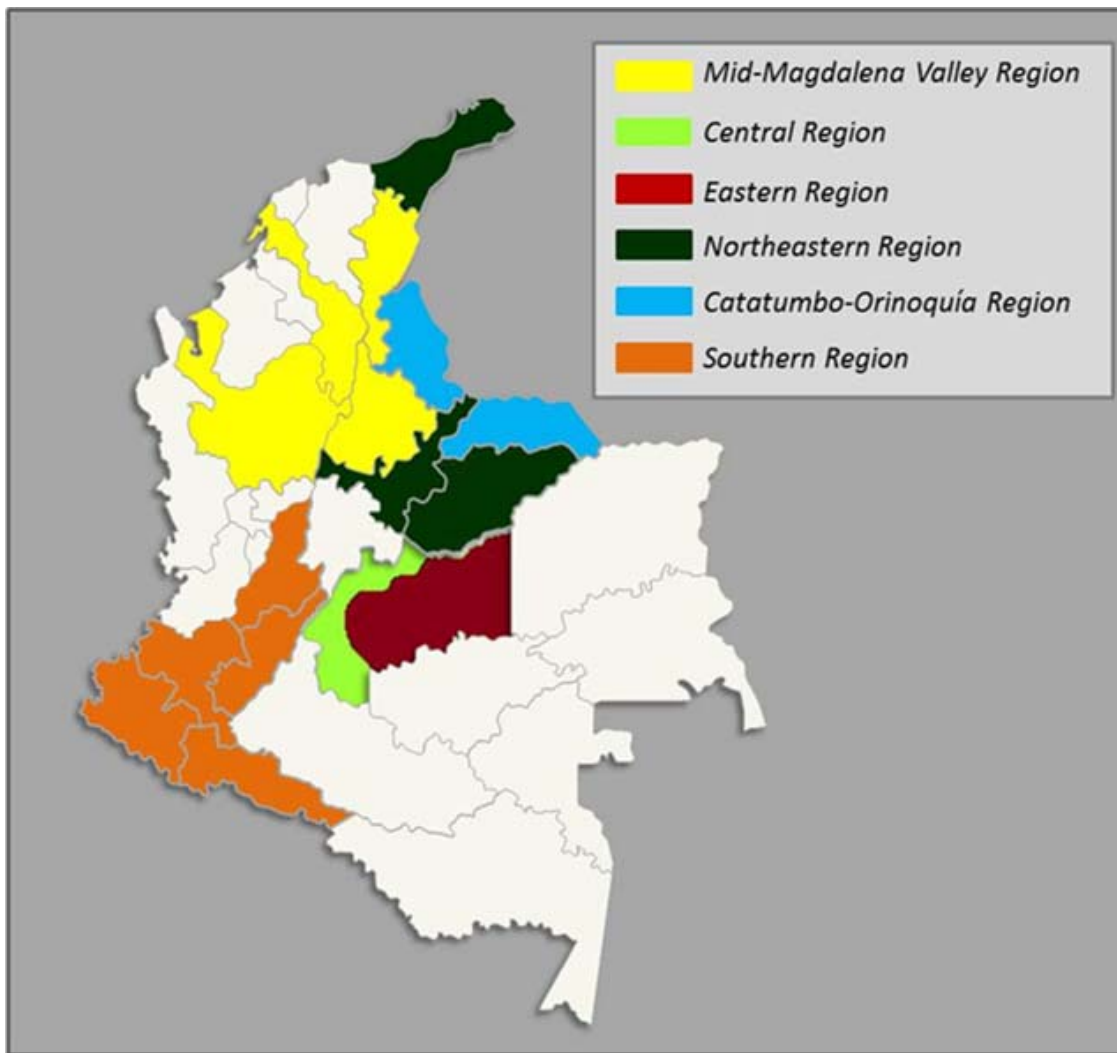 Mid-Magdalena Valley Region
Central Region
Eastern Region
Northeastern Region
Catatumbo-Orinoquía Region
Southern Region